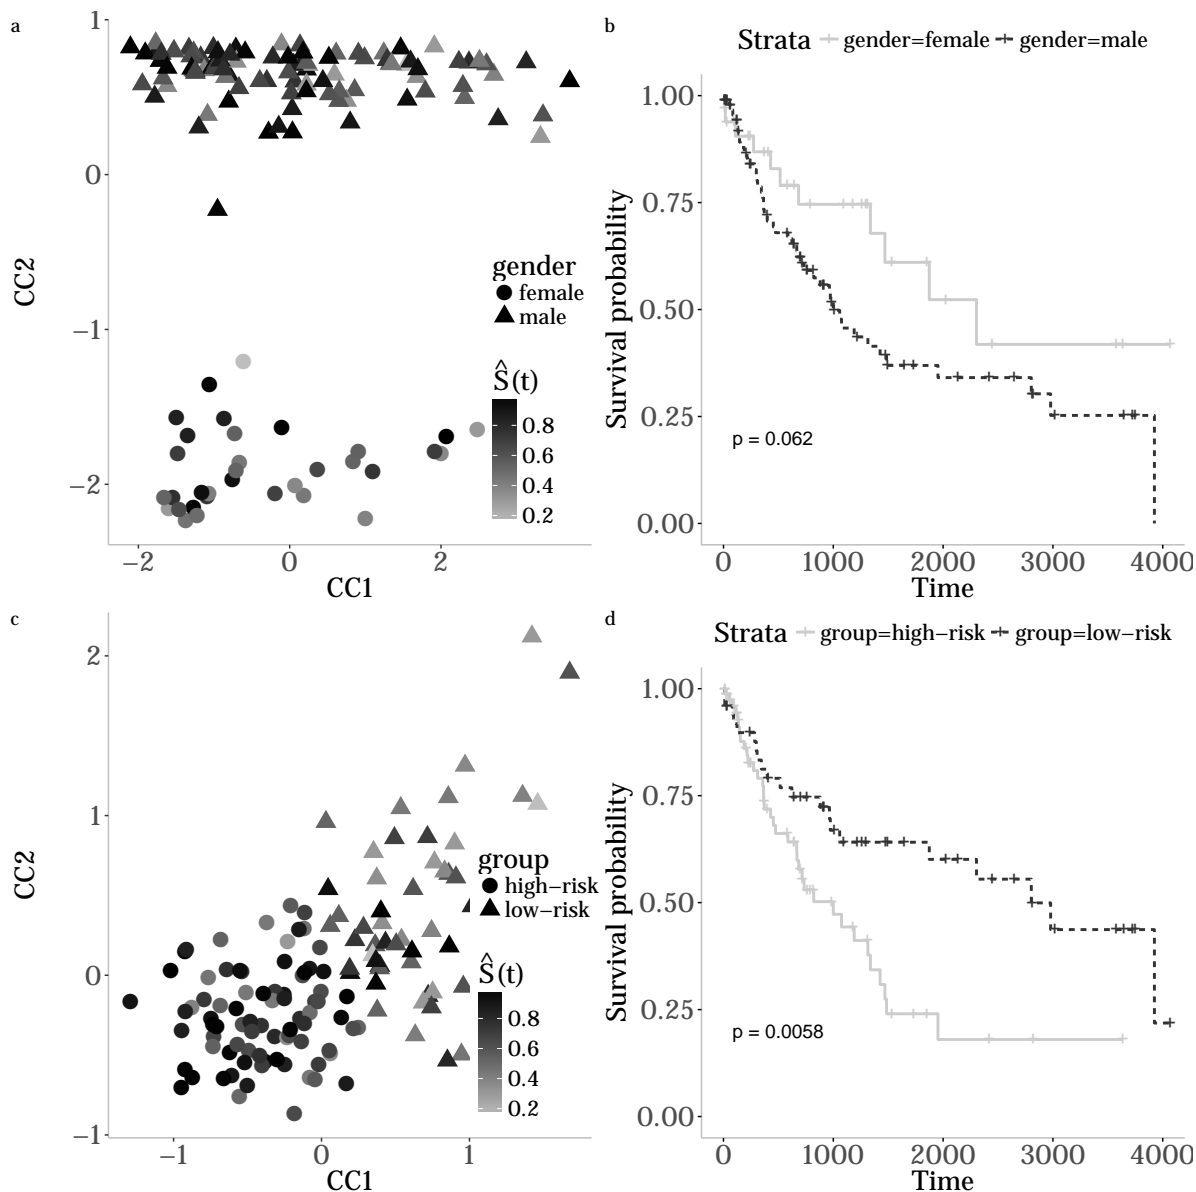 a
1
0
−1
−2
CC2
−2
0
2
CC1
gender
female
male
Ŝ(t)
0.8
0.6
0.4
0.2
b
Strata gender=female gender=male
1.00
0.75
0.50
0.25
0.00
Survival probability
p = 0.062
0 1000 2000 3000 4000
Time
c
2
1
0
−1
CC2
−1
0
1
CC1
group
high−risk
low−risk
Ŝ(t)
0.8
0.6
0.4
0.2
d
Strata group=high−risk group=low−risk
1.00
0.75
0.50
0.25
0.00
Survival probability
p = 0.0058
0 1000 2000 3000 4000
Time